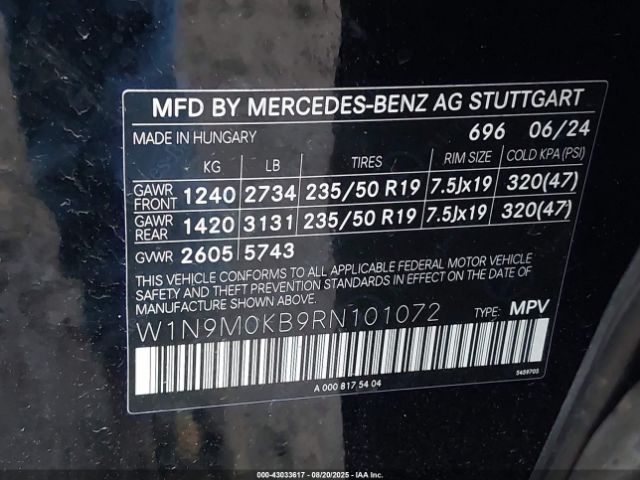 MFD BY MERCEDES-BENZ AG STUTTGART
MADE IN HUNGARY 696 06/24
KG LB TIRES RIM SIZE COLD KPA (PSI)
GAWR FRONT 1240 2734 235/50 R19 7.5Jx19 320(47)
GAWR REAR 1420 3131 235/50 R19 7.5Jx19 320(47)
GVWR 2605 5743
THIS VEHICLE CONFORMS TO ALL APPLICABLE FEDERAL MOTOR VEHICLE
SAFETY AND THEFT PREVENTION STANDARDS IN EFFECT ON THE DATE OF
MANUFACTURE SHOWN ABOVE.
W1N9M0KB9RN101072 TYPE: MPV
A 000 817 54 04 5459705
000-43033617 - 08/20/2025 - IAAI, Inc.